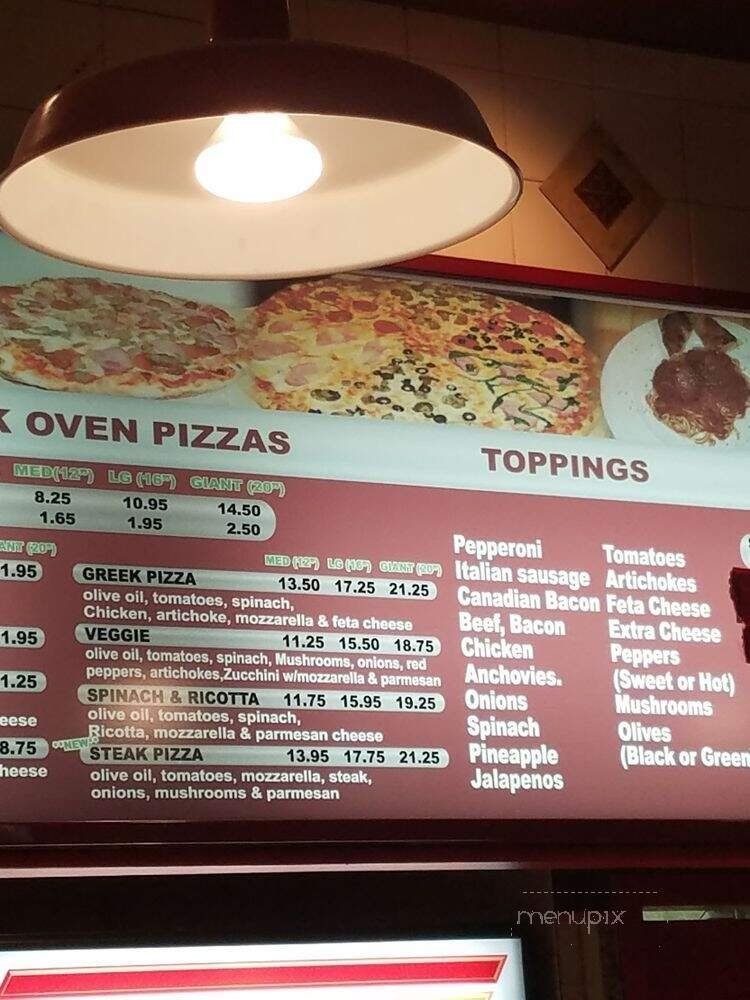 K OVEN PIZZAS
MED(12") LG (16") GIANT (20")
8.25 10.95 14.50
1.65 1.95 2.50
ANT (20")
1.95
1.95
1.25
eese
8.75
heese
MED (12") LG (16") GIANT (20")
GREEK PIZZA 13.50 17.25 21.25
olive oil, tomatoes, spinach,
Chicken, artichoke, mozzarella & feta cheese
VEGGIE 11.25 15.50 18.75
olive oil, tomatoes, spinach, Mushrooms, onions, red
peppers, artichokes,Zucchini w/mozzarella & parmesan
SPINACH & RICOTTA 11.75 15.95 19.25
olive oil, tomatoes, spinach,
Ricotta, mozzarella & parmesan cheese
**NEW**
STEAK PIZZA 13.95 17.75 21.25
olive oil, tomatoes, mozzarella, steak,
onions, mushrooms & parmesan
TOPPINGS
Pepperoni
Italian sausage
Canadian Bacon
Beef, Bacon
Chicken
Anchovies.
Onions
Spinach
Pineapple
Jalapenos
Tomatoes
Artichokes
Feta Cheese
Extra Cheese
Peppers
(Sweet or Hot)
Mushrooms
Olives
(Black or Green
menupix